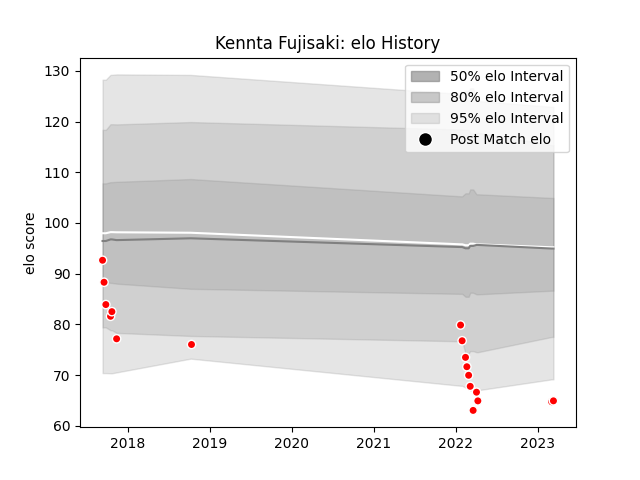 Kennta Fujisaki: elo History
50% elo Interval
80% elo Interval
95% elo Interval
Post Match elo
elo score
130
120
110
100
90
80
70
60
2018
2019
2020
2021
2022
2023